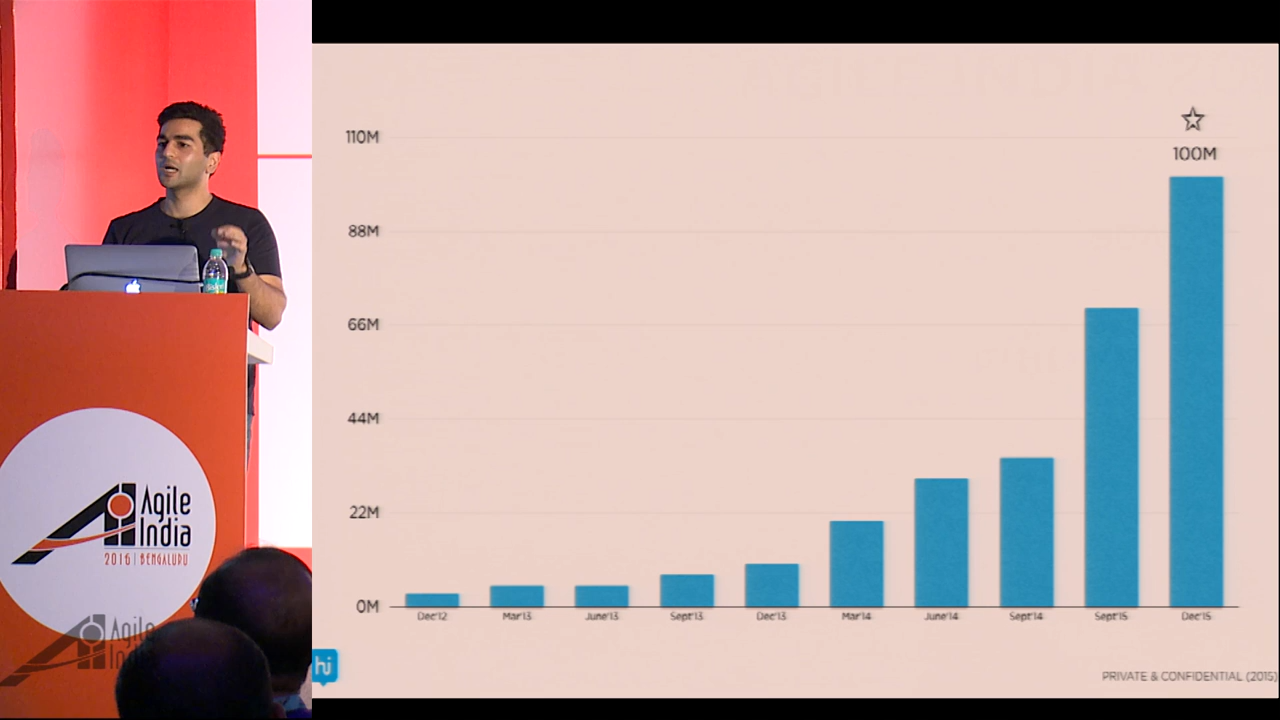 110M
88M
66M
44M
22M
0M
100M
Dec'12
Mar'13
June'13
Sept'13
Dec'13
Mar'14
June'14
Sept'14
Sept'15
Dec'15
hi
PRIVATE & CONFIDENTIAL (2015)
Agile
India
2016 | BENGALURU
Agile